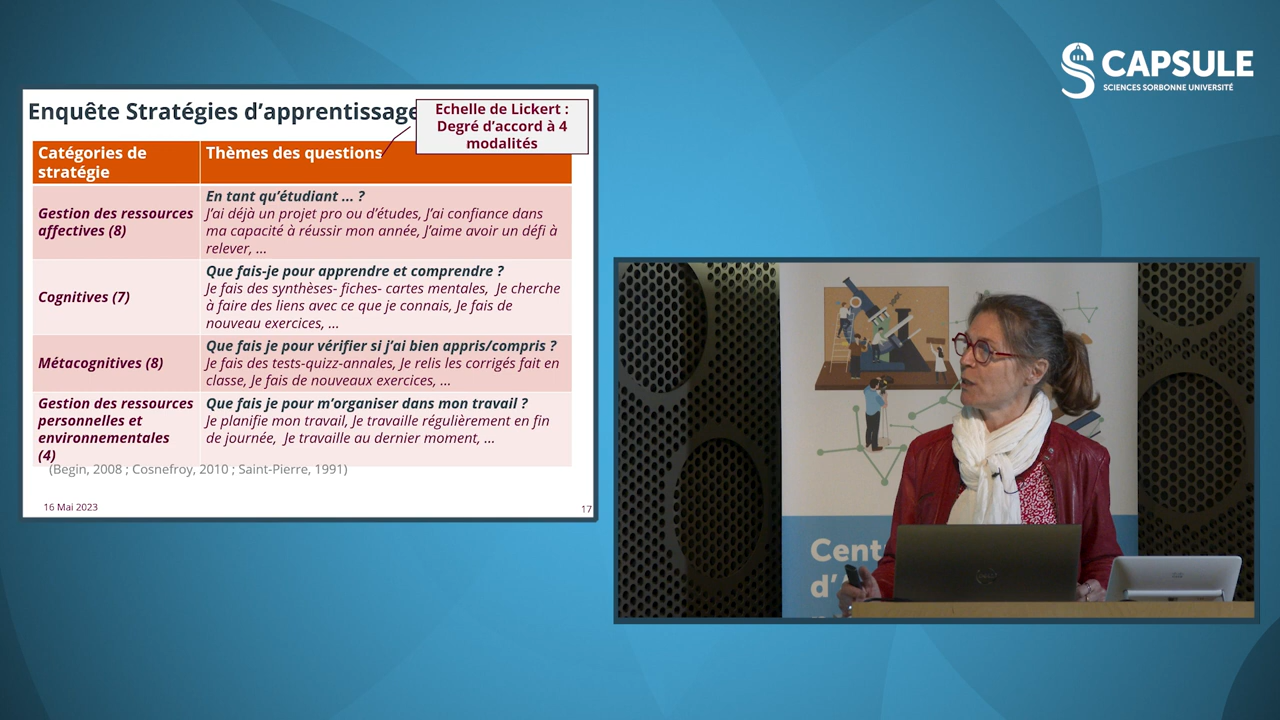 CAPSULE
SCIENCES SORBONNE UNIVERSITÉ
Enquête Stratégies d’apprentissage
Echelle de Lickert :
Degré d’accord à 4
modalités
Catégories de
stratégie
Thèmes des questions
Gestion des ressources
affectives (8)
En tant qu’étudiant ... ?
J’ai déjà un projet pro ou d’études, J’ai confiance dans
ma capacité à réussir mon année, J’aime avoir un défi à
relever, ...
Cognitives (7)
Que fais-je pour apprendre et comprendre ?
Je fais des synthèses- fiches- cartes mentales, Je cherche
à faire des liens avec ce que je connais, Je fais de
nouveau exercices, ...
Métacognitives (8)
Que fais je pour vérifier si j’ai bien appris/compris ?
Je fais des tests-quizz-annales, Je relis les corrigés fait en
classe, Je fais de nouveaux exercices, ...
Gestion des ressources
personnelles et
environnementales
(4)
Que fais je pour m’organiser dans mon travail ?
Je planifie mon travail, Je travaille régulièrement en fin
de journée, Je travaille au dernier moment, ...
(Begin, 2008 ; Cosnefroy, 2010 ; Saint-Pierre, 1991)
16 Mai 2023
17
Cent
d’